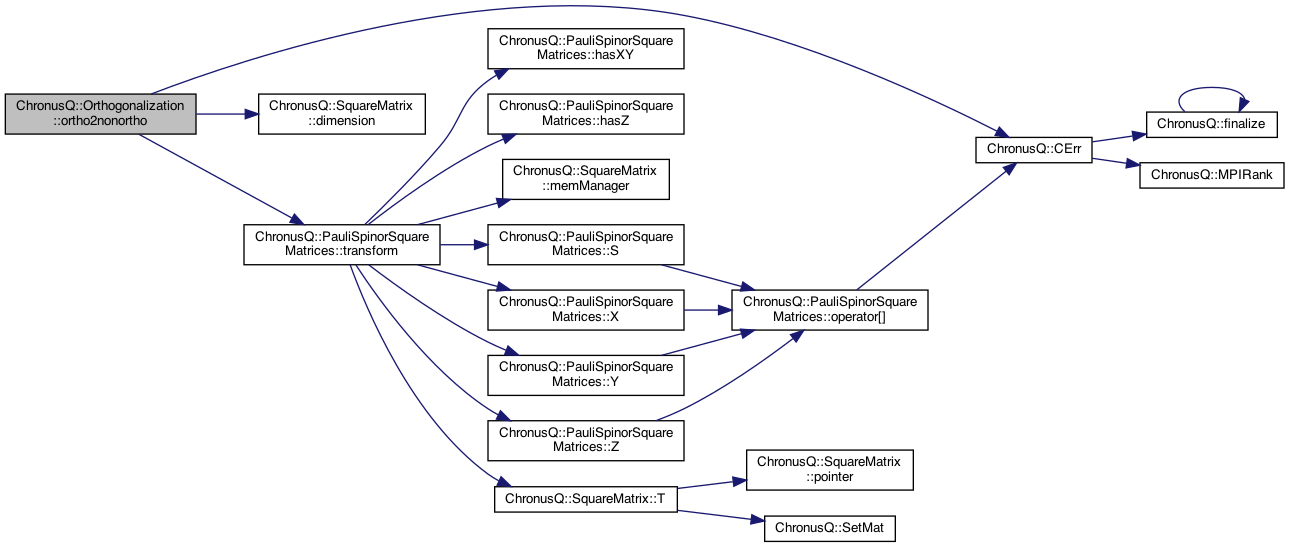 ChronusQ::Orthogonalization
::ortho2nonortho
ChronusQ::SquareMatrix
::dimension
ChronusQ::PauliSpinorSquare
Matrices::transform
ChronusQ::PauliSpinorSquare
Matrices::hasXY
ChronusQ::PauliSpinorSquare
Matrices::hasZ
ChronusQ::SquareMatrix
::memManager
ChronusQ::PauliSpinorSquare
Matrices::S
ChronusQ::PauliSpinorSquare
Matrices::X
ChronusQ::PauliSpinorSquare
Matrices::Y
ChronusQ::PauliSpinorSquare
Matrices::Z
ChronusQ::SquareMatrix::T
ChronusQ::PauliSpinorSquare
Matrices::operator[]
ChronusQ::SquareMatrix
::pointer
ChronusQ::SetMat
ChronusQ::CErr
ChronusQ::finalize
ChronusQ::MPIRank